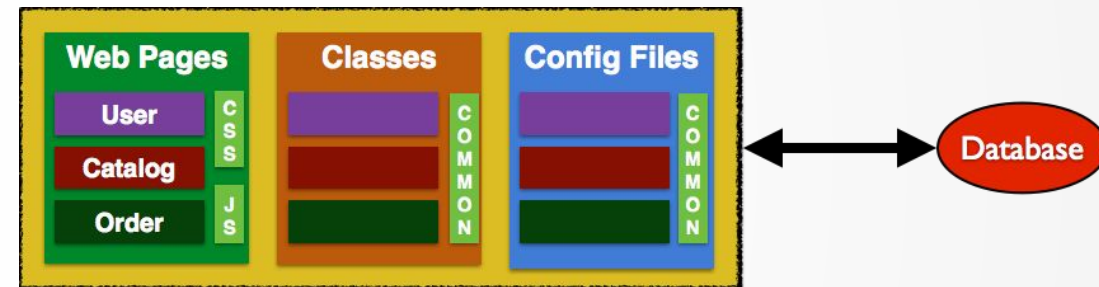 Web Pages
User
Catalog
Order
CSS
JS
Classes
COMMON
Config Files
COMMON
Database